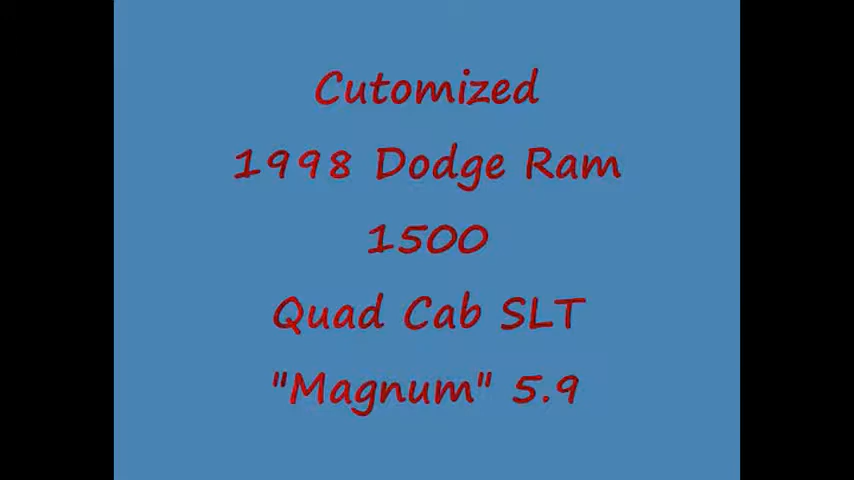 Cutomized
1998 Dodge Ram
1500
Quad Cab SLT
"Magnum" 5.9